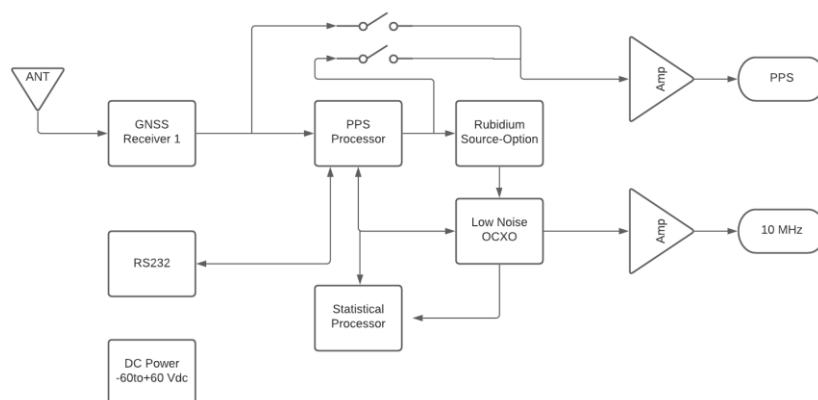 ANT
GNSS
Receiver 1
PPS
Processor
Rubidium
Source-Option
Amp
PPS
RS232
Low Noise
OCXO
Amp
10 MHz
Statistical
Processor
DC Power
-60to+60 Vdc